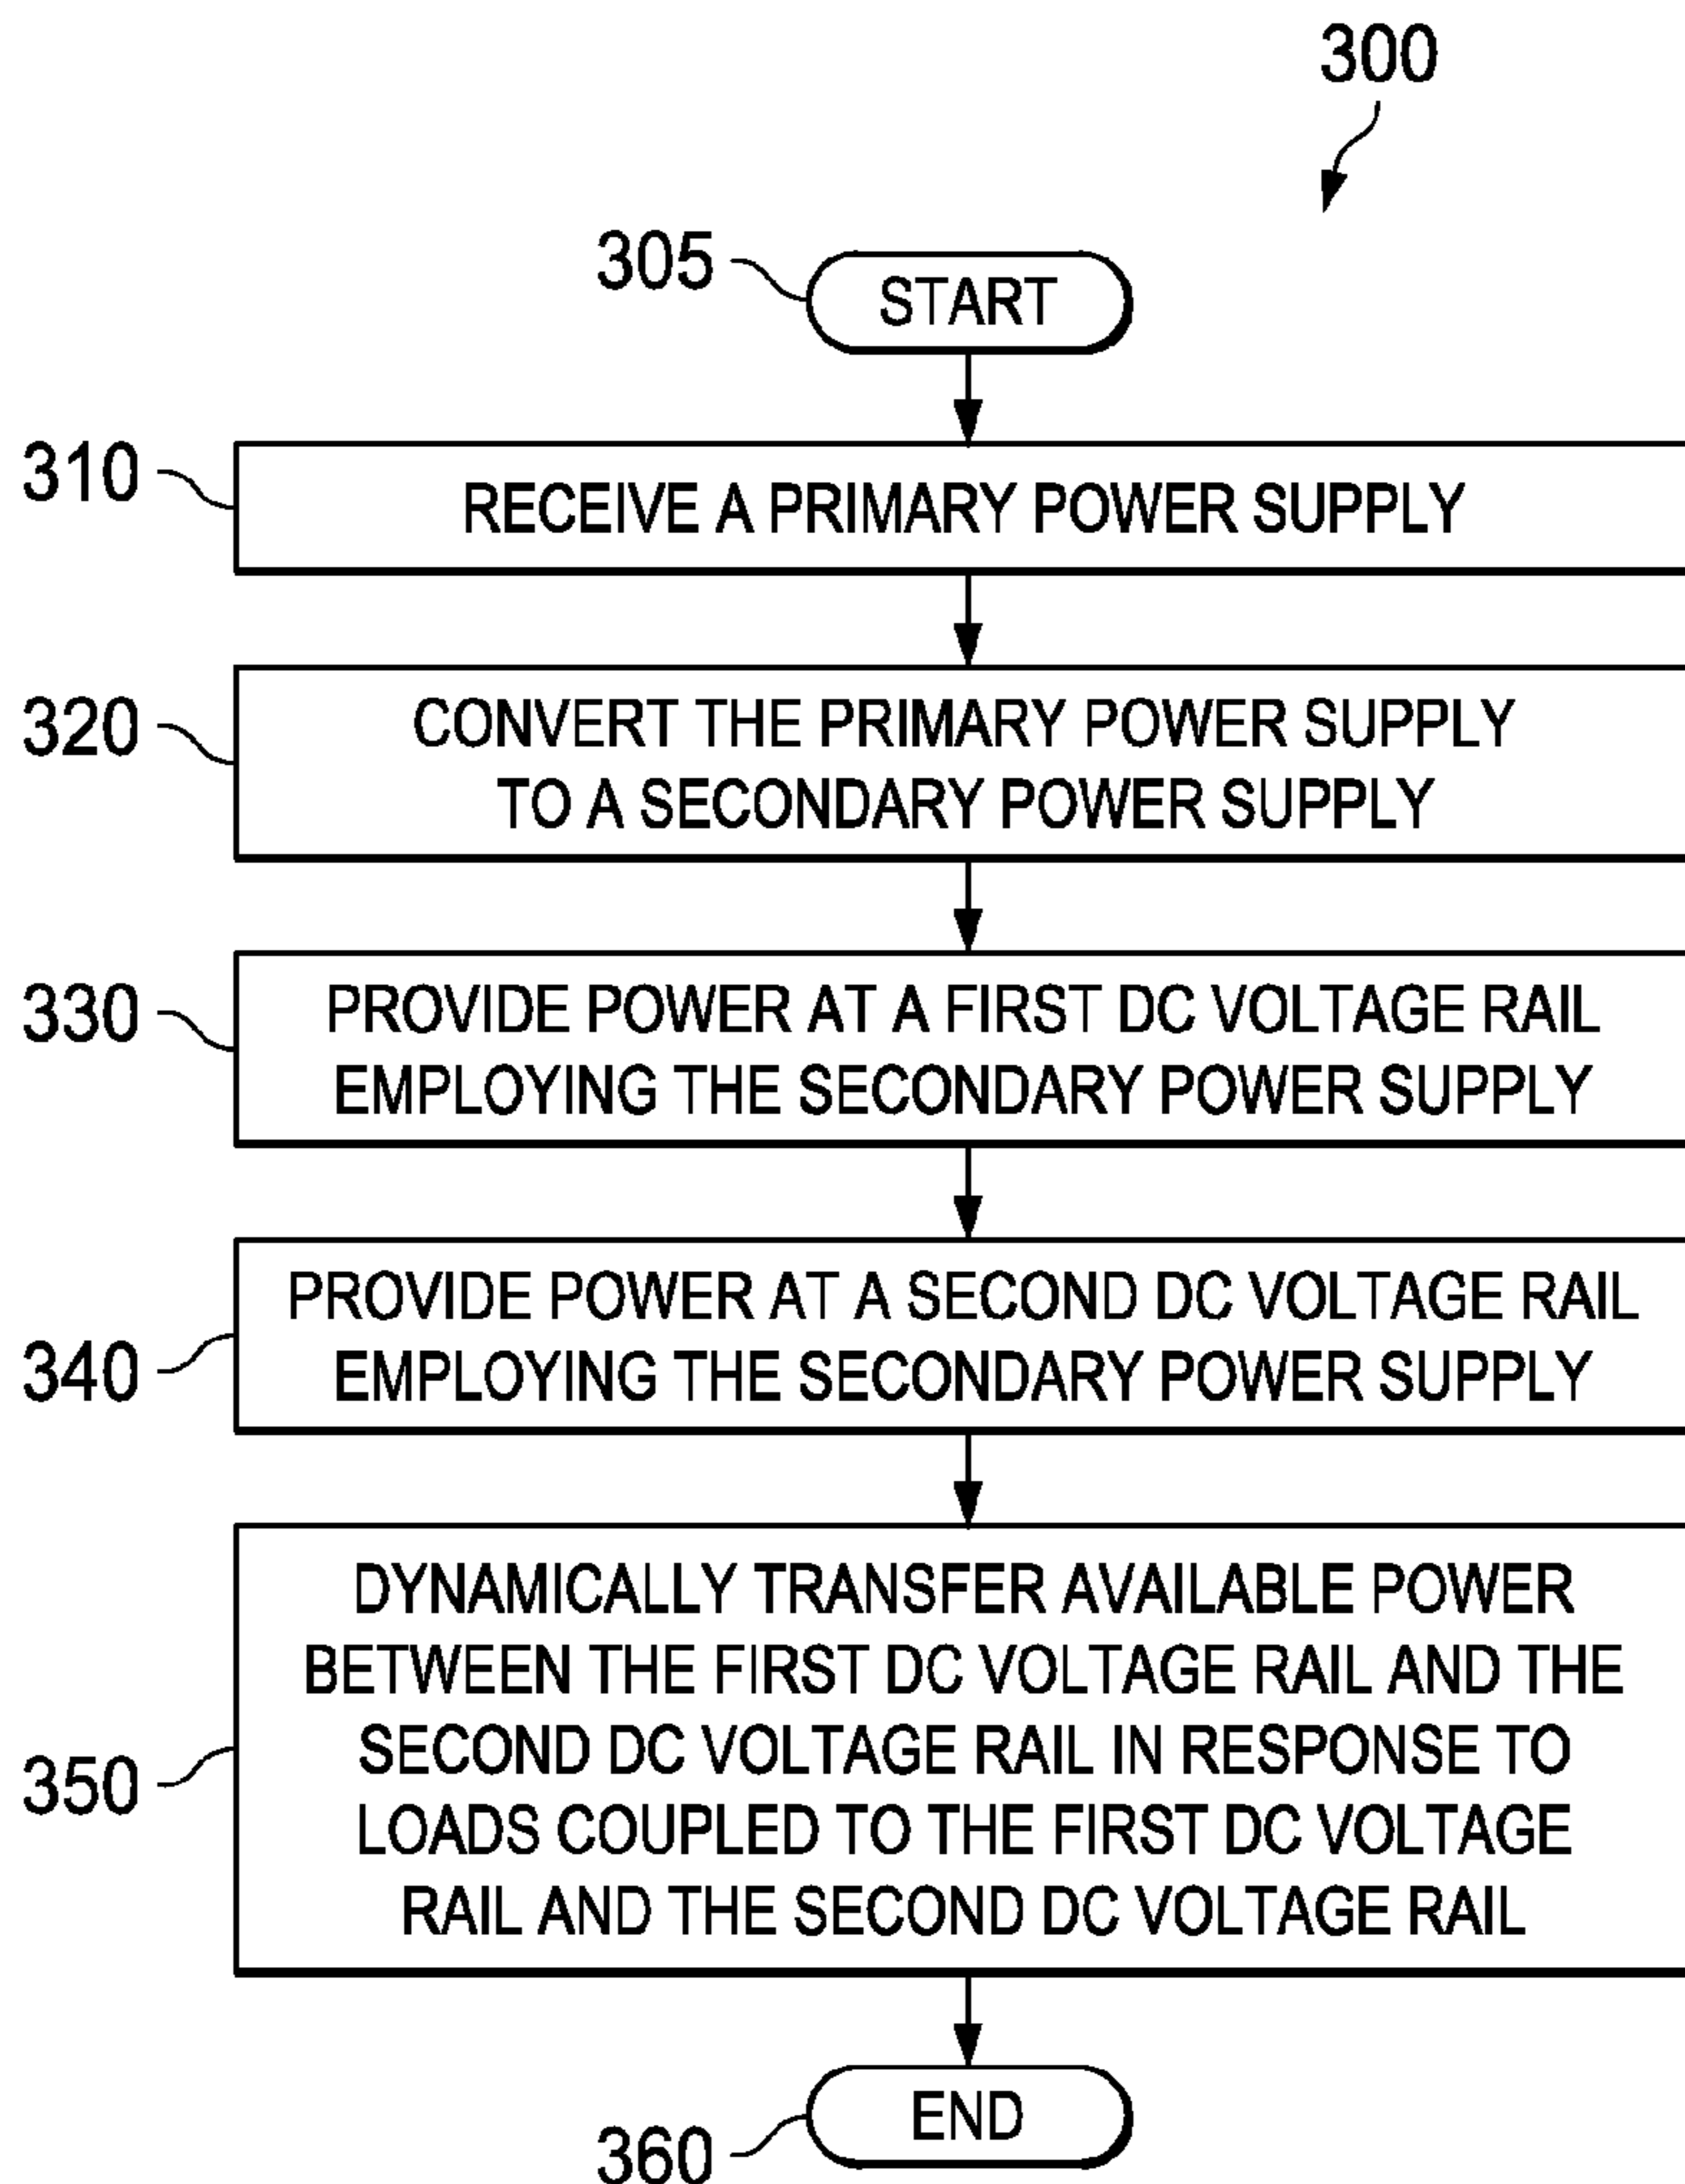 300
305
START
310
RECEIVE A PRIMARY POWER SUPPLY
320
CONVERT THE PRIMARY POWER SUPPLY
TO A SECONDARY POWER SUPPLY
330
PROVIDE POWER AT A FIRST DC VOLTAGE RAIL
EMPLOYING THE SECONDARY POWER SUPPLY
340
PROVIDE POWER AT A SECOND DC VOLTAGE RAIL
EMPLOYING THE SECONDARY POWER SUPPLY
350
DYNAMICALLY TRANSFER AVAILABLE POWER
BETWEEN THE FIRST DC VOLTAGE RAIL AND THE
SECOND DC VOLTAGE RAIL IN RESPONSE TO
LOADS COUPLED TO THE FIRST DC VOLTAGE
RAIL AND THE SECOND DC VOLTAGE RAIL
360
END